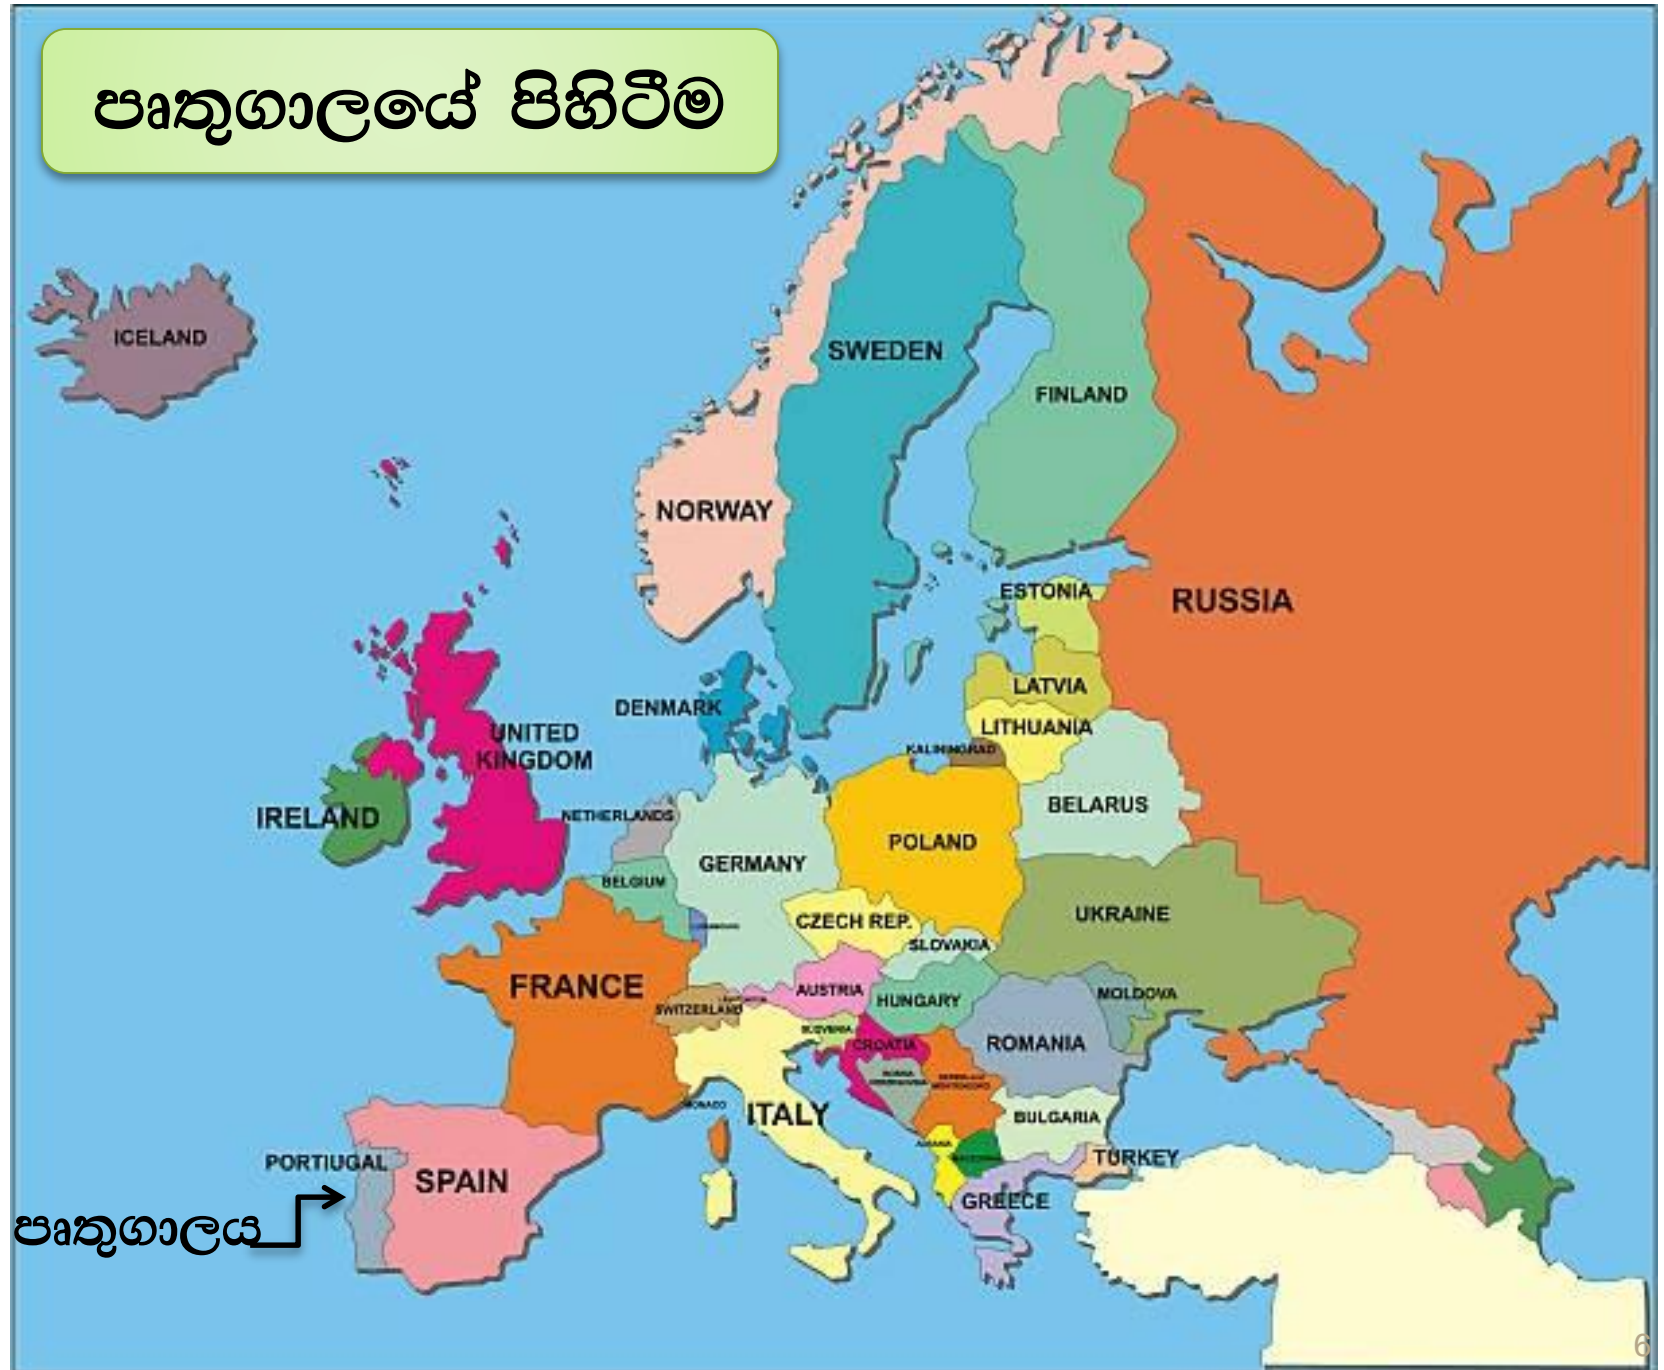 පෘතුගාලයේ පිහිටීම
ICELAND
SWEDEN
FINLAND
NORWAY
RUSSIA
ESTONIA
LATVIA
LITHUANIA
KALININGRAD
DENMARK
UNITED
KINGDOM
IRELAND
NETHERLANDS
BELARUS
POLAND
GERMANY
BELGIUM
CZECH REP.
UKRAINE
SLOVAKIA
FRANCE
AUSTRIA
HUNGARY
MOLDOVA
SWITZERLAND
SLOVENIA
CROATIA
ROMANIA
MONACO
ITALY
BULGARIA
PORTIUGAL
SPAIN
TURKEY
GREECE
පෘතුගාලය
6